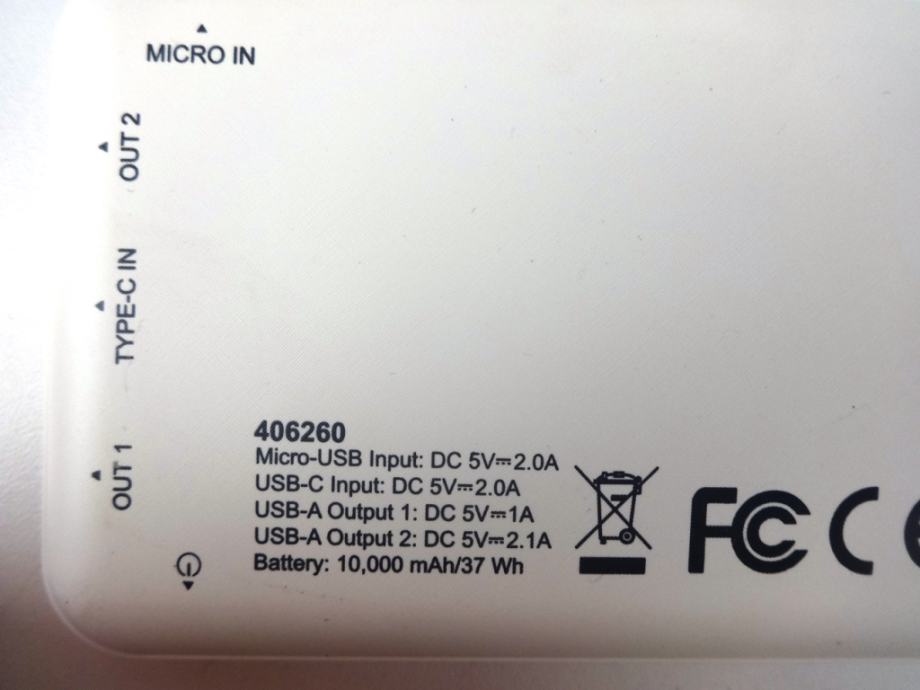 MICRO IN
OUT 2
TYPE-C IN
OUT 1
406260
Micro-USB Input: DC 5V⎓2.0A
USB-C Input: DC 5V⎓2.0A
USB-A Output 1: DC 5V⎓1A
USB-A Output 2: DC 5V⎓2.1A
Battery: 10,000 mAh/37 Wh
FC CE